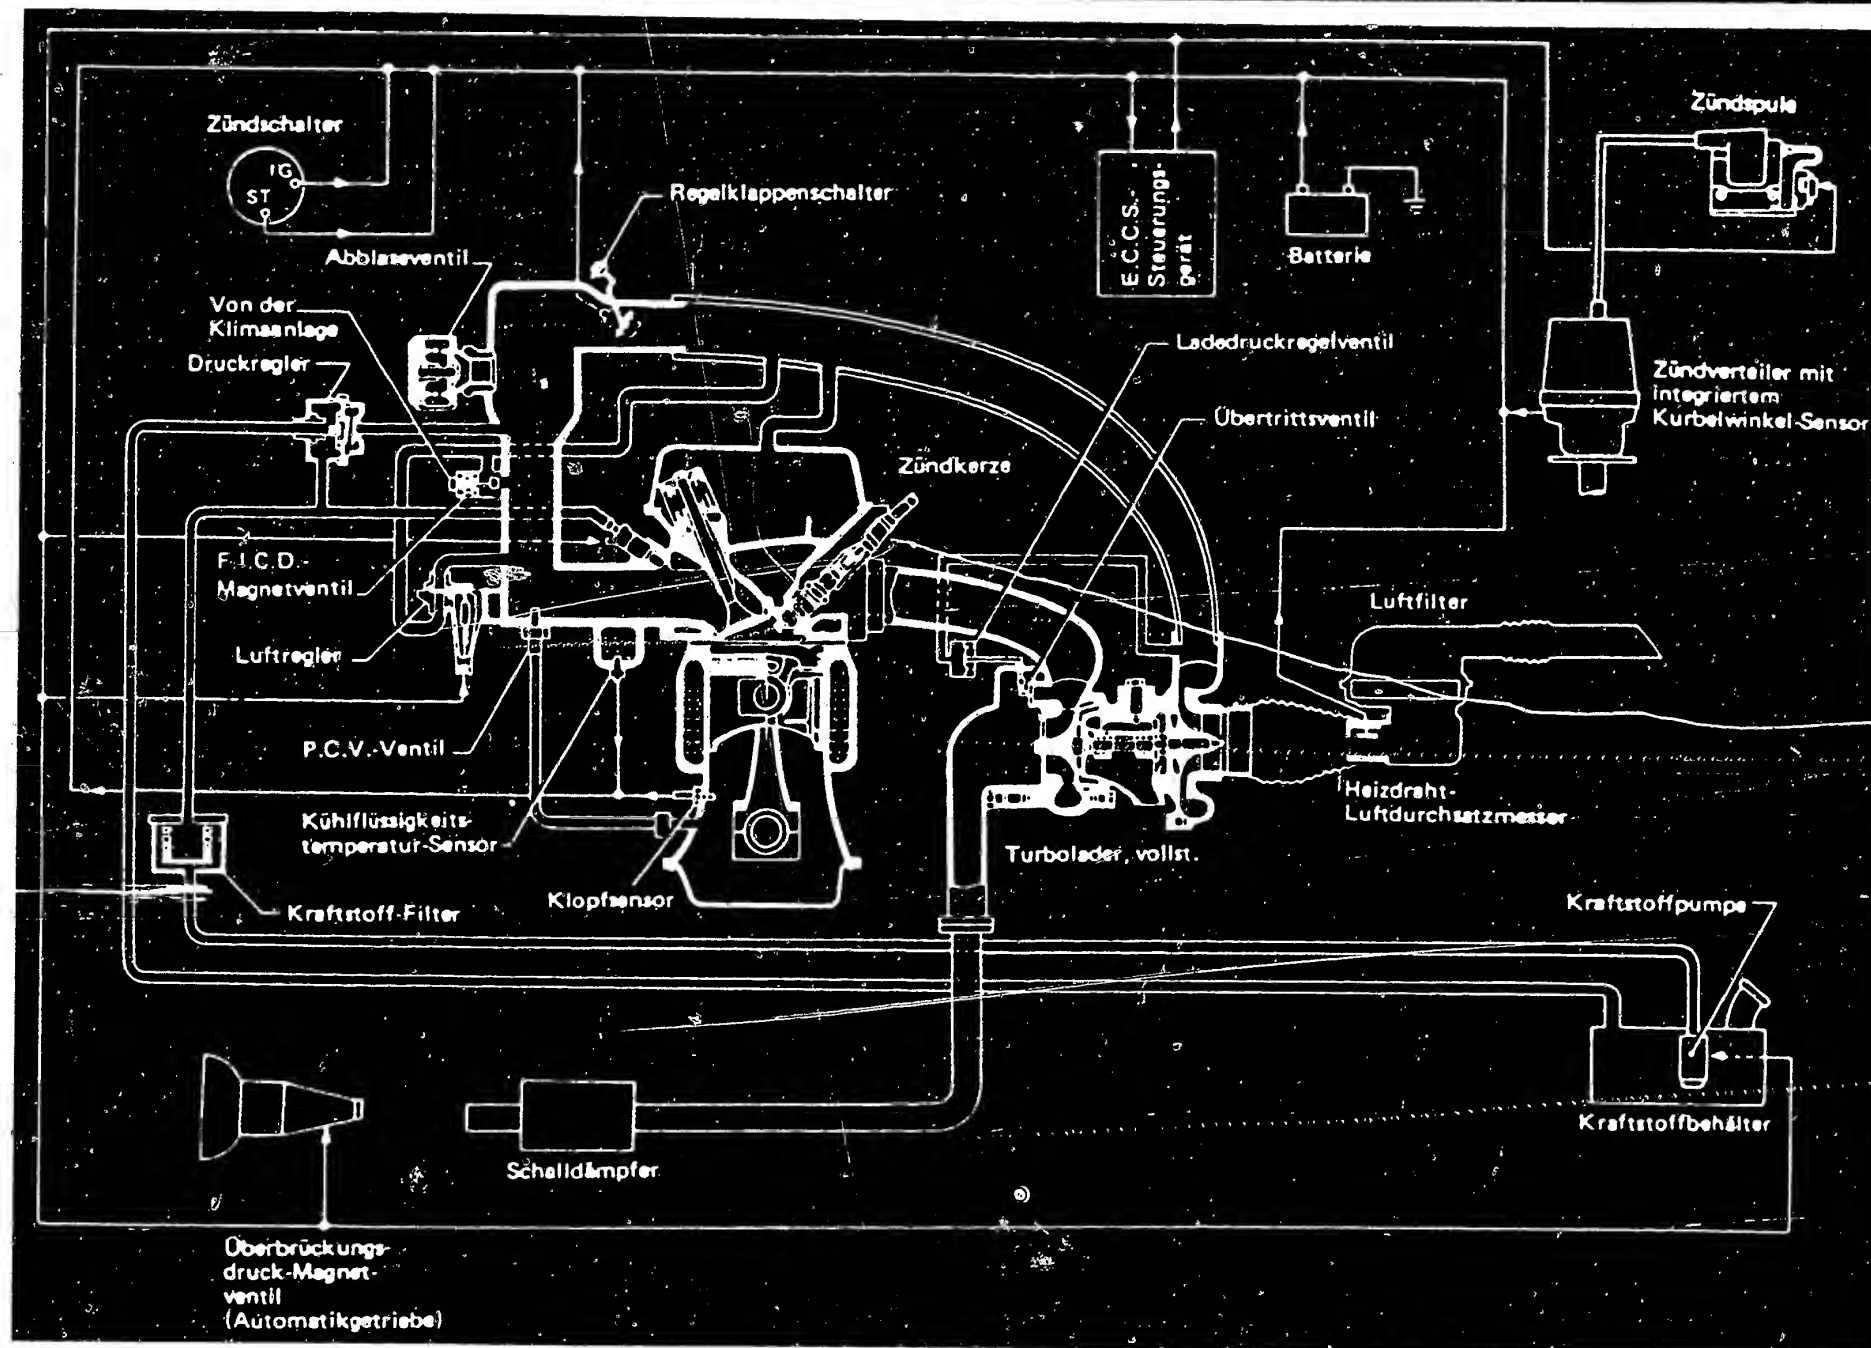 Zündspule
Zündschalter
IG
ST
Regelklappenschalter
E.C.C.S.-
Steuerungs-
gerät
Batterie
Abblaseventil
Von der
Klimaanlage
Druckregler
Ladedruckregelventil
Zündverteiler mit
integriertem
Kurbelwinkel-Sensor
Übertrittsventil
Zündkerze
F.I.C.D.-
Magnetventil
Luftfilter
Luftregler
P.C.V.-Ventil
Heizdraht-
Luftdurchsatzmesser
Kühlflüssigkeits-
temperatur-Sensor
Turbolader, vollst.
Klopfsensor
Kraftstoff-Filter
Kraftstoffpumpe
Kraftstoffbehälter
Schalldämpfer
Überbrückungs-
druck-Magnet-
ventil
(Automatikgetriebe)